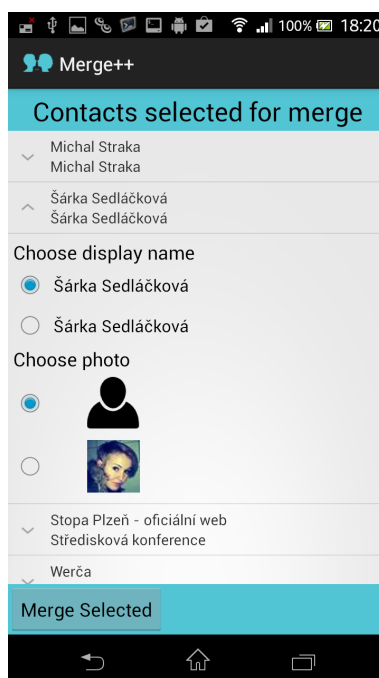 100% 18:20
Merge++
Contacts selected for merge
Michal Straka
Michal Straka
Šárka Sedláčková
Šárka Sedláčková
Choose display name
Šárka Sedláčková
Šárka Sedláčková
Choose photo
Stopa Plzeň - oficiální web
Středisková konference
Werča
Merge Selected